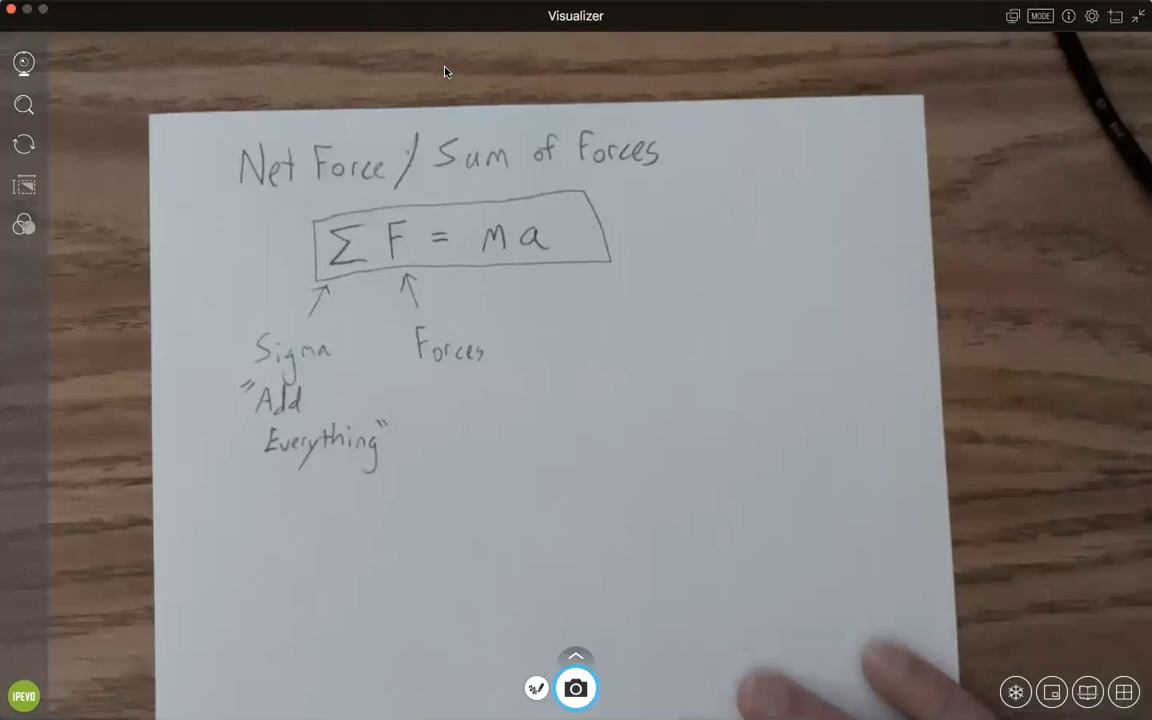 Visualizer
MODE
Net Force / Sum of Forces
∑ F = ma
Sigma Forces
"Add
Everything"
IPEVO